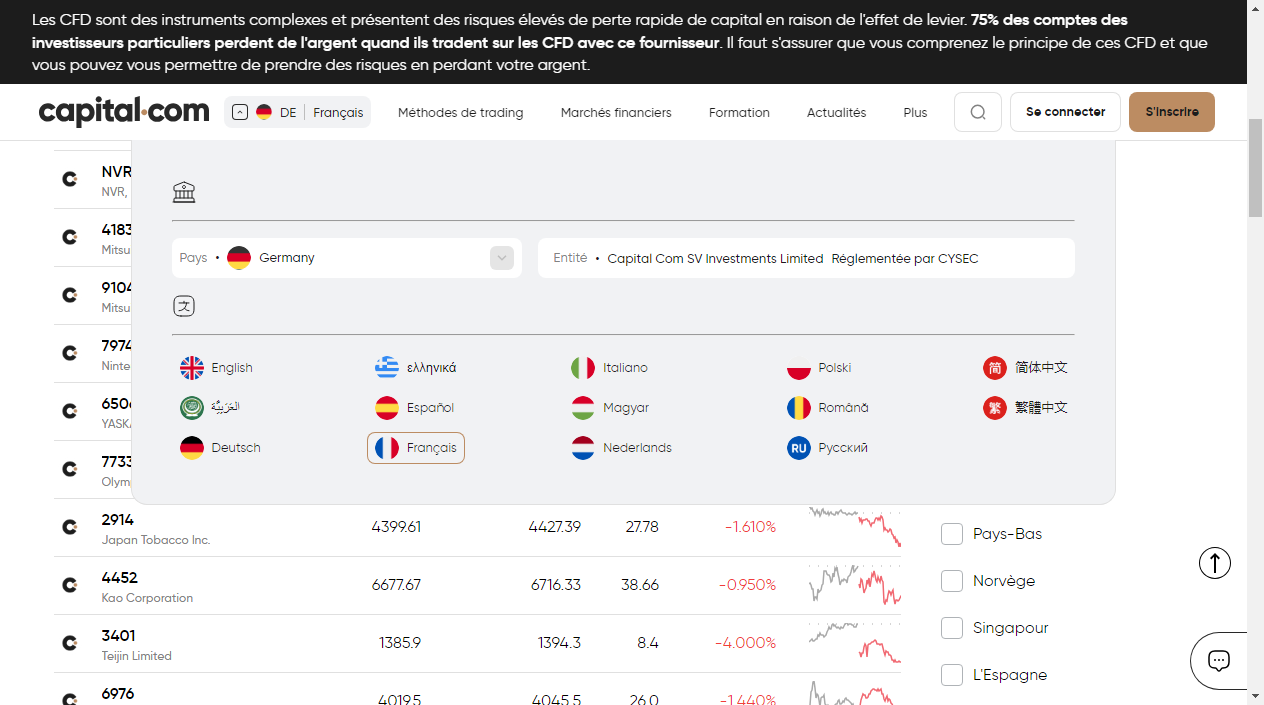 Les CFD sont des instruments complexes et présentent des risques élevés de perte rapide de capital en raison de l'effet de levier. 75% des comptes des
investisseurs particuliers perdent de l'argent quand ils tradent sur les CFD avec ce fournisseur. Il faut s'assurer que vous comprenez le principe de ces CFD et que
vous pouvez vous permettre de prendre des risques en perdant votre argent.
capital.com DE Français Méthodes de trading Marchés financiers Formation Actualités Plus Se connecter S'inscrire
NVR
NVR,
4183
Mitsu
Pays • Germany Entité • Capital Com SV Investments Limited Réglementée par CYSEC
9104
Mitsu
7974
Ninte
English ελληνικά Italiano Polski 简 简体中文
العَرَبِيَّة Español Magyar Română 繁 繁體中文
650
YASK
Deutsch Français Nederlands RU Русский
7733
Olym
2914 4399.61 4427.39 27.78 -1.610%
Japan Tobacco Inc.
Pays-Bas
4452 6677.67 6716.33 38.66 -0.950%
Kao Corporation
Norvège
3401 1385.9 1394.3 8.4 -4.000%
Teijin Limited
Singapour
L'Espagne
6976 4019.5 4045.5 26.0 -1.440%